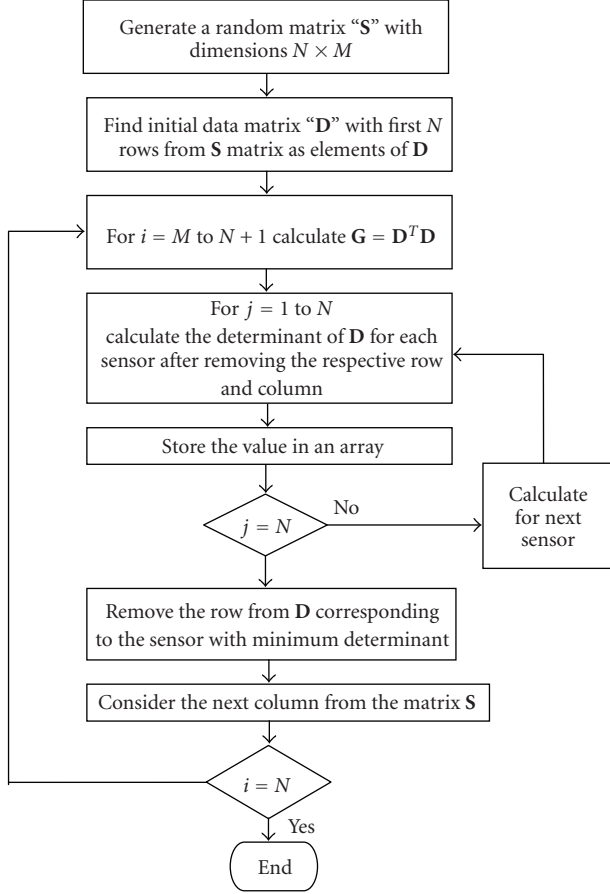 Generate a random matrix “S” with
dimensions N × M
Find initial data matrix “D” with first N
rows from S matrix as elements of D
For i = M to N + 1 calculate G = DᵀD
For j = 1 to N
calculate the determinant of D for each
sensor after removing the respective row
and column
Store the value in an array
j = N
No
Calculate
for next
sensor
Remove the row from D corresponding
to the sensor with minimum determinant
Consider the next column from the matrix S
i = N
Yes
End